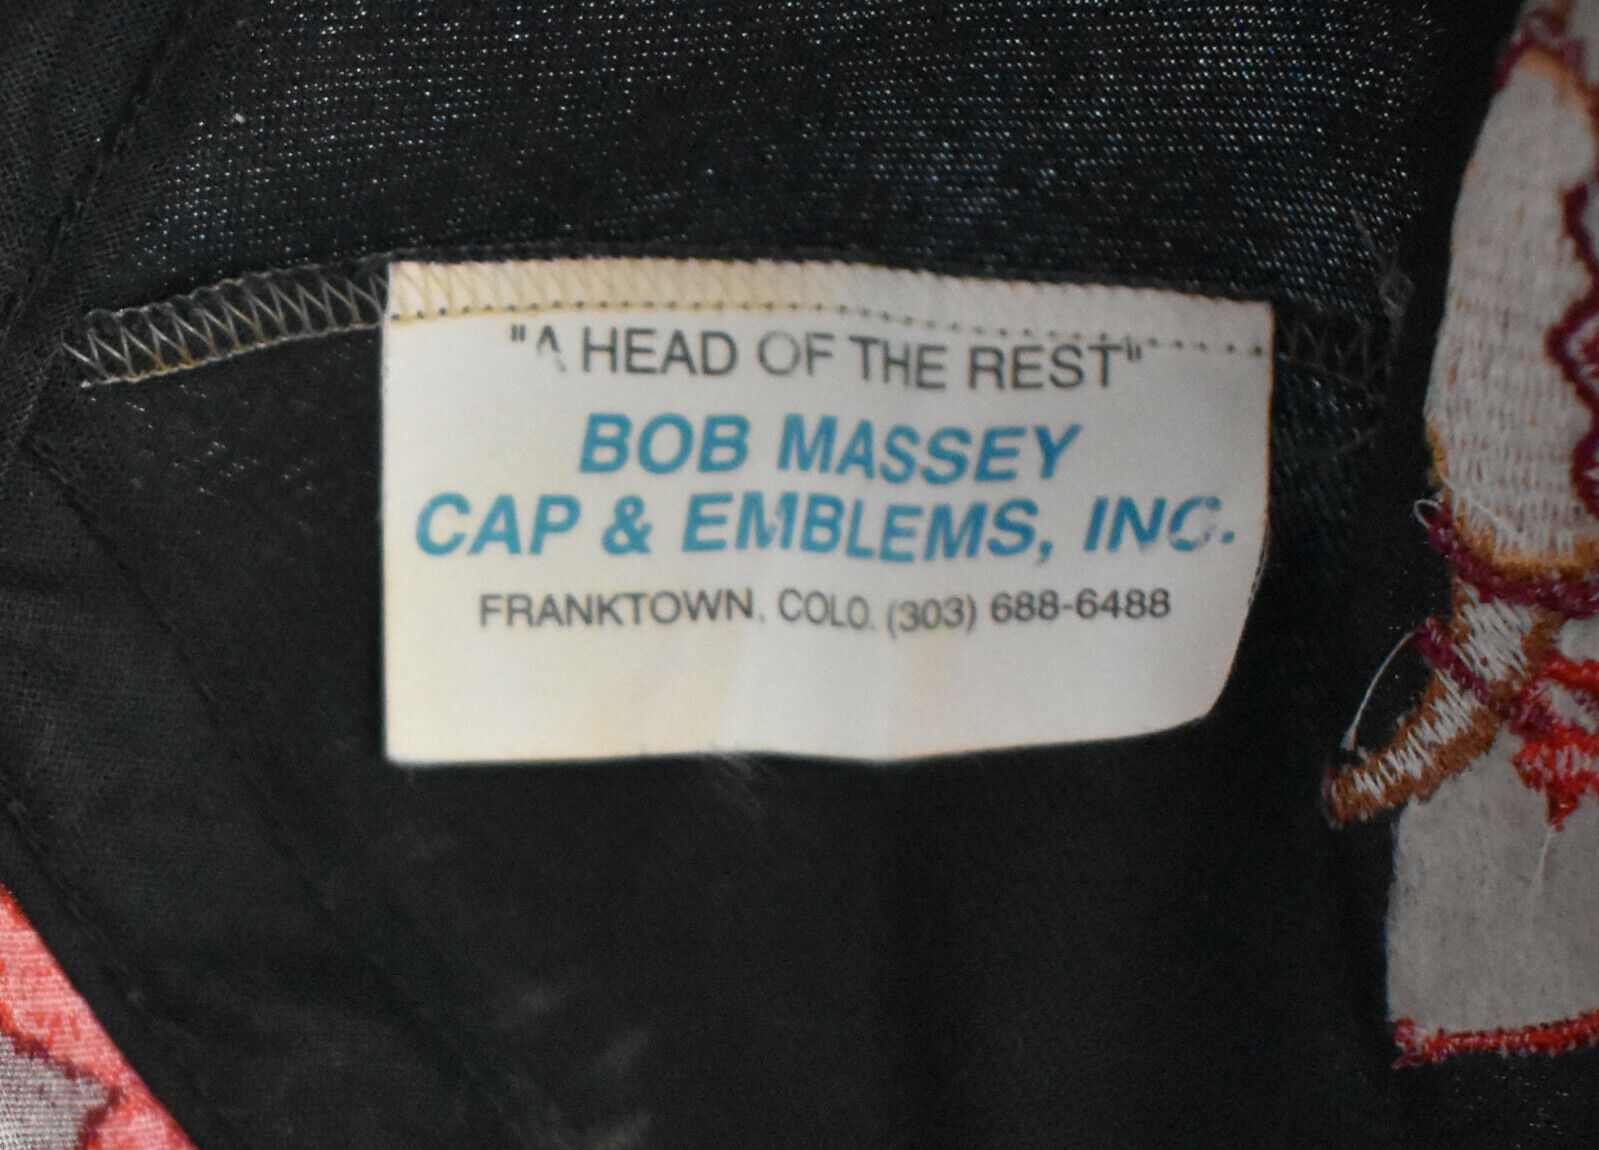 "A HEAD OF THE REST"
BOB MASSEY
CAP & EMBLEMS, INC.
FRANKTOWN, COLO. (303) 688-6488